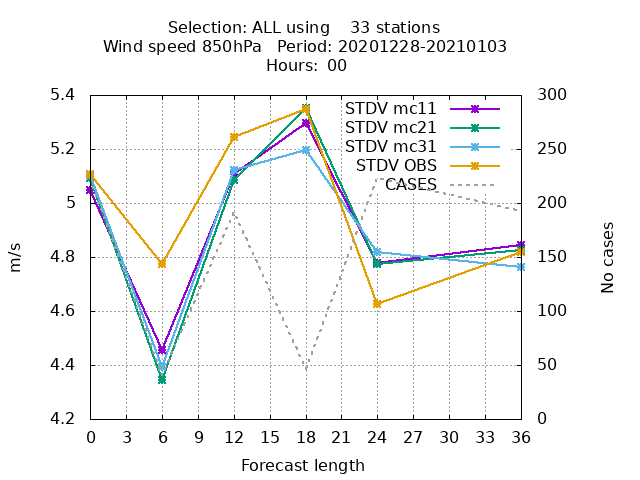 Selection: ALL using    33 stations
Wind speed 850hPa   Period: 20201228-20210103
Hours: 00
5.4
5.2
5
4.8
4.6
4.4
4.2
300
250
200
150
100
50
0
STDV mc11
STDV mc21
STDV mc31
STDV OBS
CASES
m/s
No cases
0 3 6 9 12 15 18 21 24 27 30 33 36
Forecast length